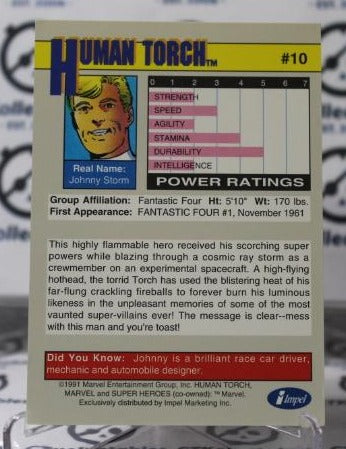 HUMAN TORCH™
#10
0 1 2 3 4 5 6 7
STRENGTH
SPEED
AGILITY
STAMINA
DURABILITY
INTELLIGENCE
POWER RATINGS
Real Name:
Johnny Storm
Group Affiliation: Fantastic Four Ht: 5'10" Wt: 170 lbs.
First Appearance: FANTASTIC FOUR #1, November 1961
This highly flammable hero received his scorching super
powers while blazing through a cosmic ray storm as a
crewmember on an experimental spacecraft. A high-flying
hothead, the torrid Torch has used the blistering heat of his
far-flung crackling fireballs to forever burn his luminous
likeness in the unpleasant memories of some of the most
vaunted super-villains ever! The message is clear--mess
with this man and you're toast!
Did You Know: Johnny is a brilliant race car driver,
mechanic and automobile designer.
©1991 Marvel Entertainment Group, Inc. HUMAN TORCH,
MARVEL and SUPER HEROES (co-owned): ™ Marvel.
Exclusively distributed by Impel Marketing Inc.
Impel